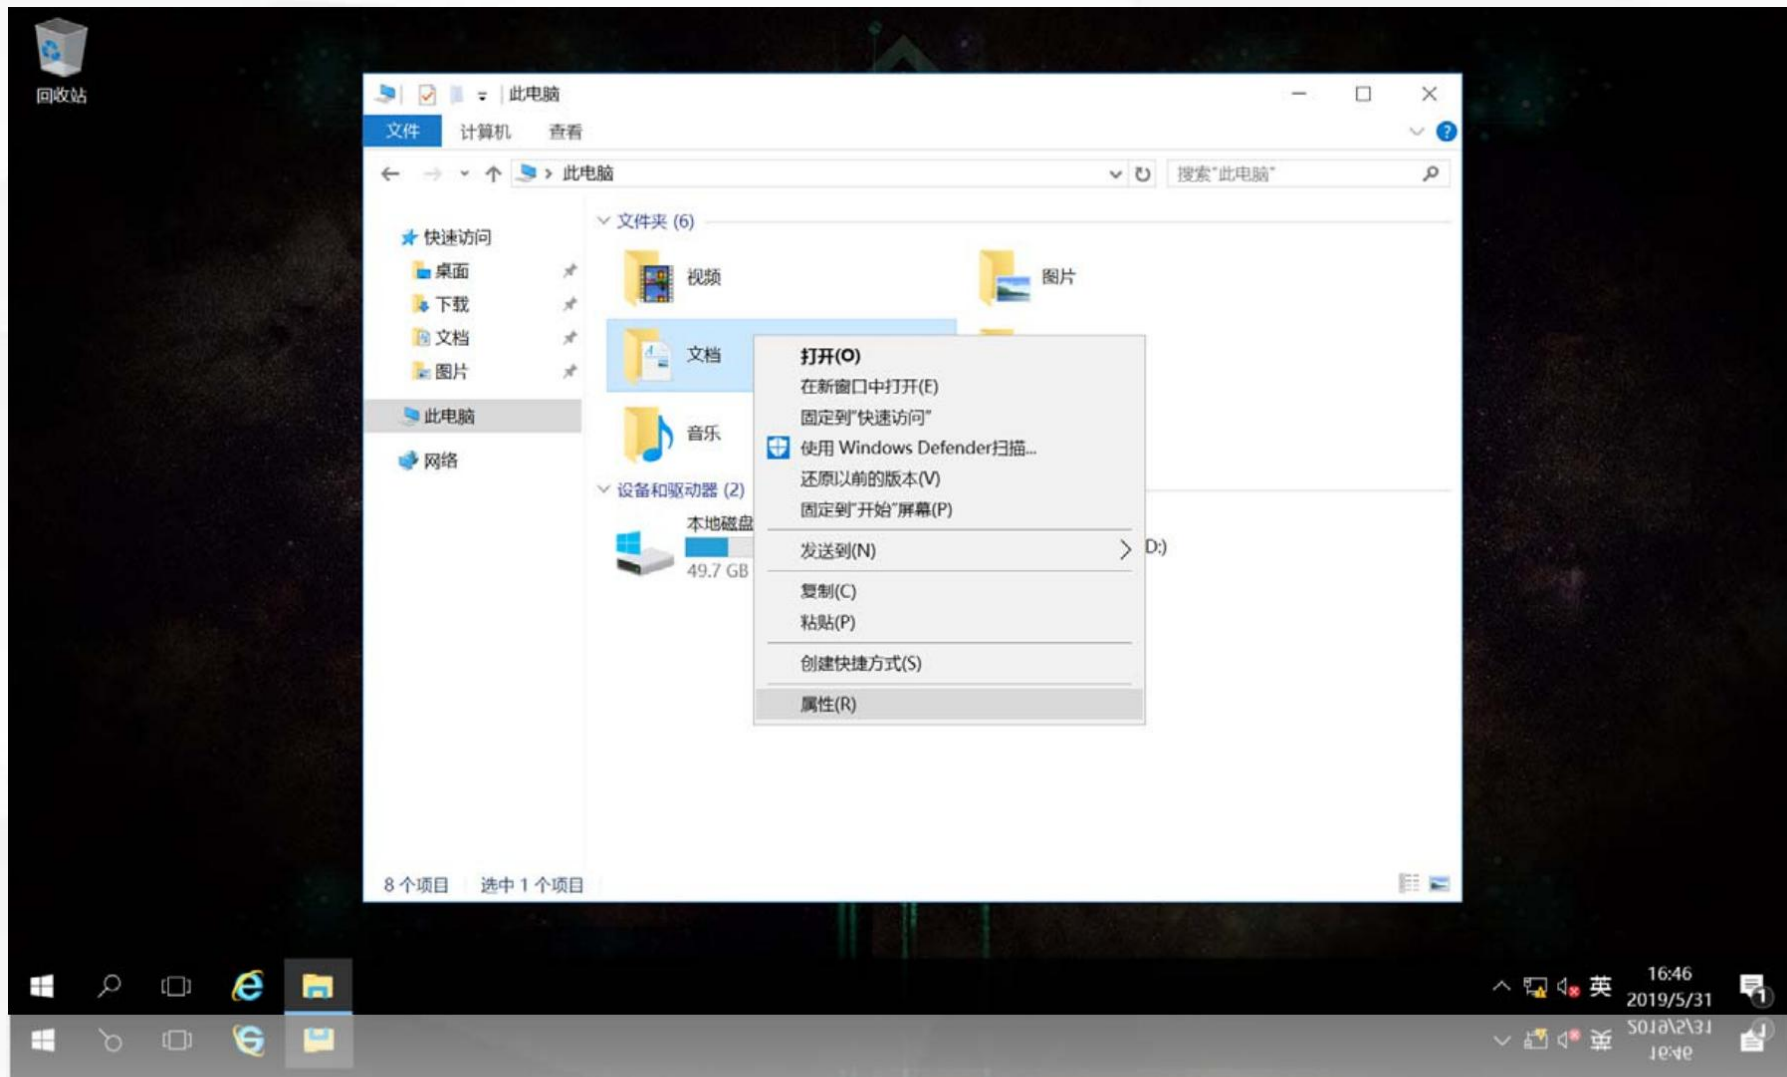 回收站
此电脑
文件 计算机 查看
此电脑 搜索"此电脑"
快速访问
桌面
下载
文档
图片
此电脑
网络
文件夹 (6)
视频
图片
文档
音乐
设备和驱动器 (2)
本地磁盘
49.7 GB
D:)
打开(O)
在新窗口中打开(E)
固定到"快速访问"
使用 Windows Defender扫描...
还原以前的版本(V)
固定到"开始"屏幕(P)
发送到(N)
复制(C)
粘贴(P)
创建快捷方式(S)
属性(R)
8 个项目 选中 1 个项目
英
16:46
2019/5/31
1